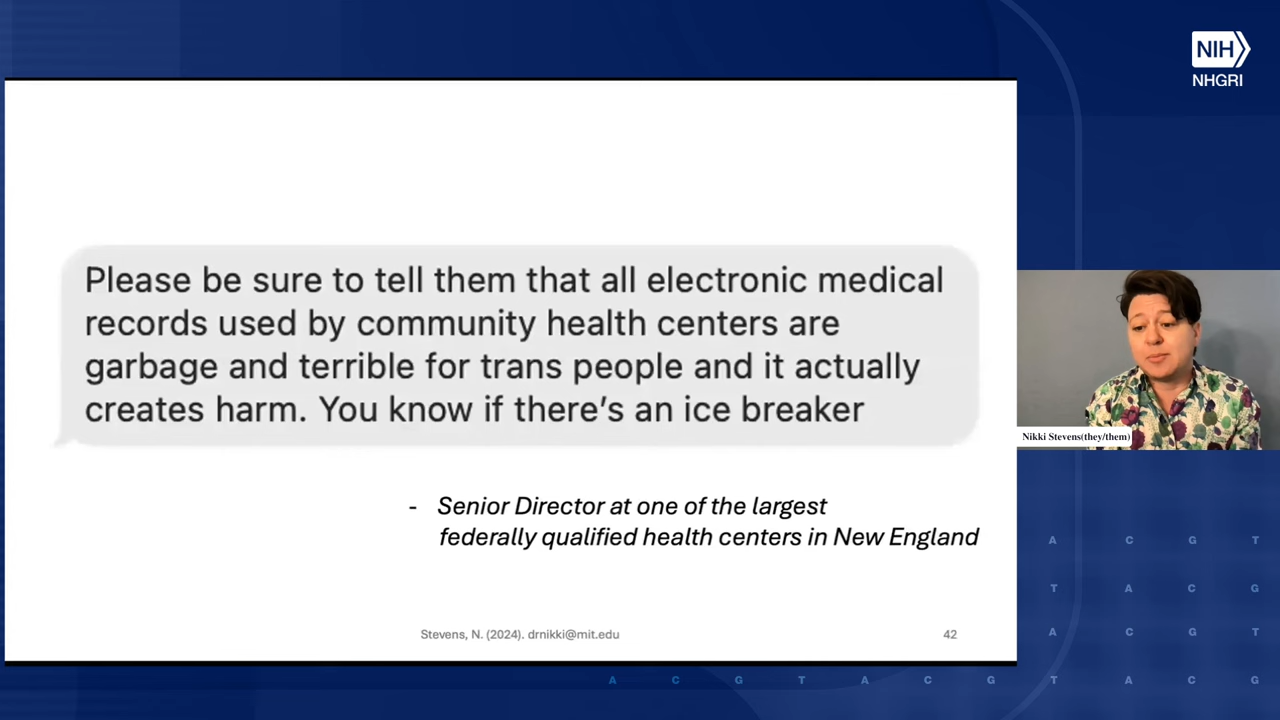 NIH
NHGRI
Please be sure to tell them that all electronic medical
records used by community health centers are
garbage and terrible for trans people and it actually
creates harm. You know if there’s an ice breaker
- Senior Director at one of the largest
federally qualified health centers in New England
Stevens, N. (2024). drnikki@mit.edu
42
Nikki Stevens(they/them)
A C G T
T A C G
A C G T
A C G T A C G T A C G